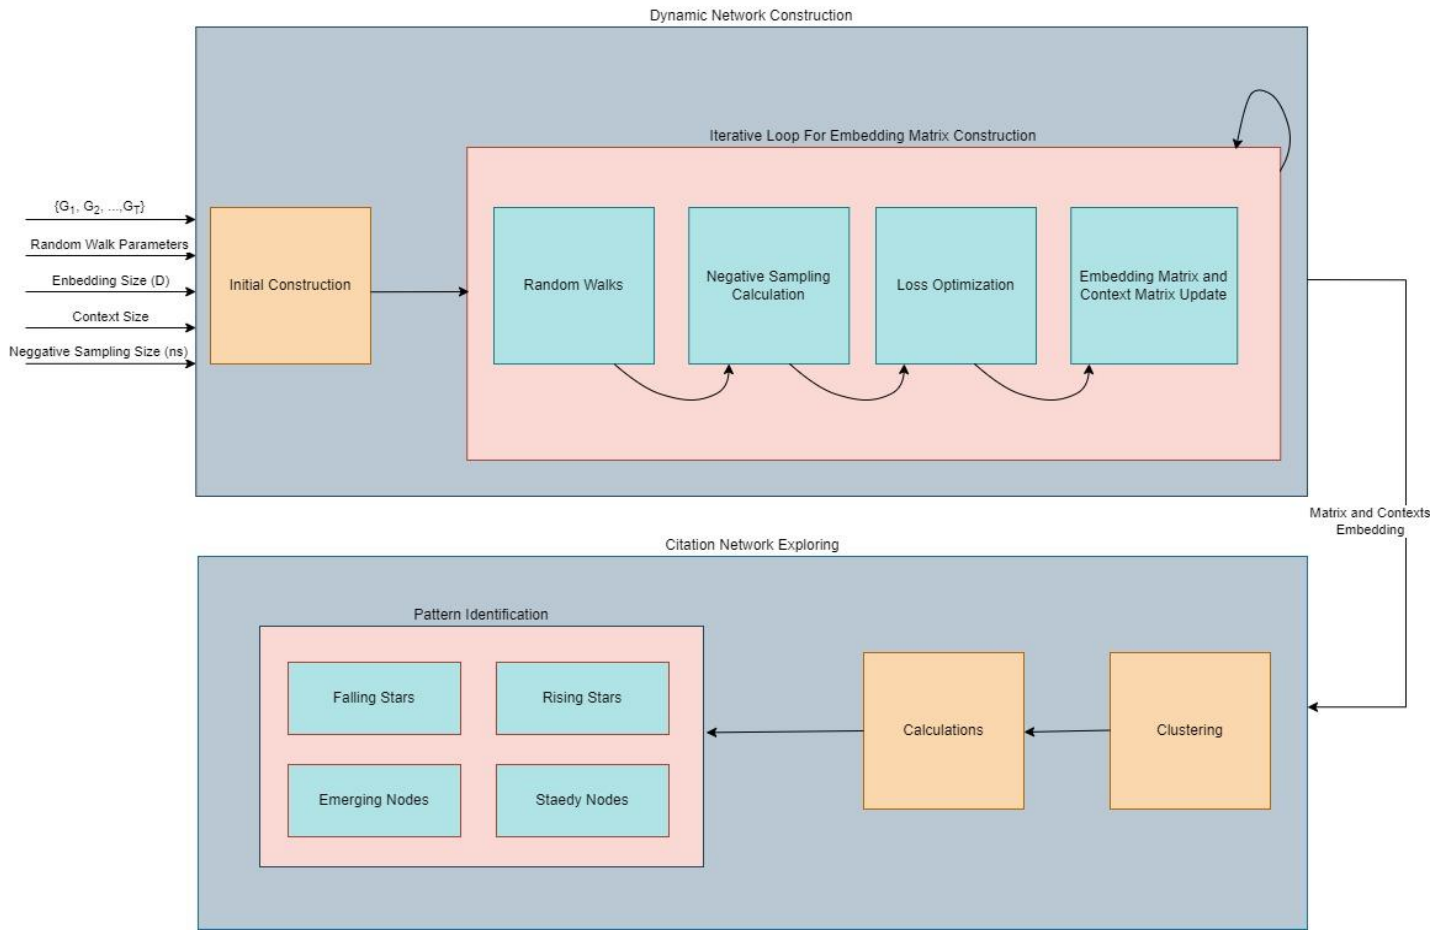 Dynamic Network Construction
Iterative Loop For Embedding Matrix Construction
{G₁, G₂, ...,G_T}
Random Walk Parameters
Enbedding Size (D)
Context Size
Neggative Sampling Size (ns)
Initial Construction
Random Walks
Negative Sampling
Calculation
Loss Optimization
Embedding Matrix and
Context Matrix Update
Matrix and Contexts
Embedding
Citation Network Exploring
Pattern Identification
Falling Stars
Rising Stars
Emerging Nodes
Staedy Nodes
Calculations
Clustering